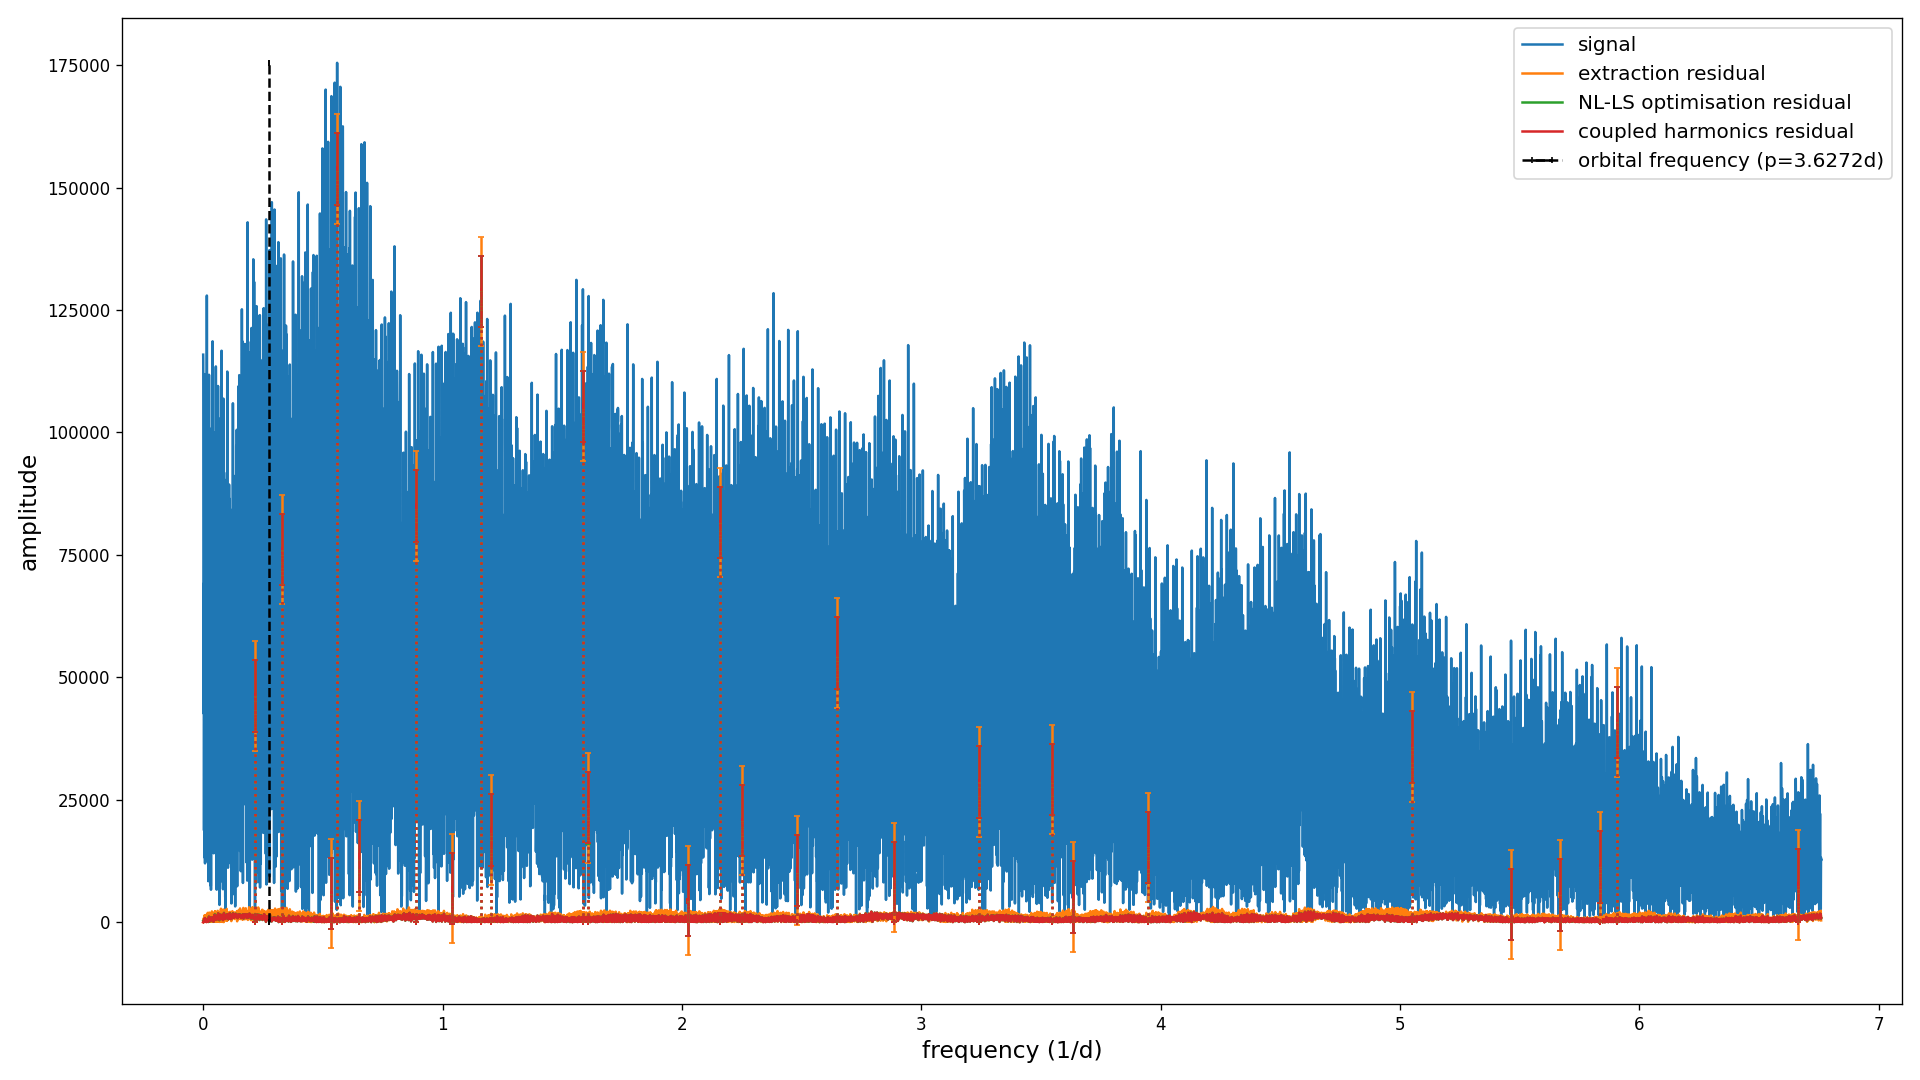 signal
extraction residual
NL-LS optimisation residual
coupled harmonics residual
orbital frequency (p=3.6272d)
175000
150000
125000
100000
75000
50000
25000
0
amplitude
0 1 2 3 4 5 6 7
frequency (1/d)